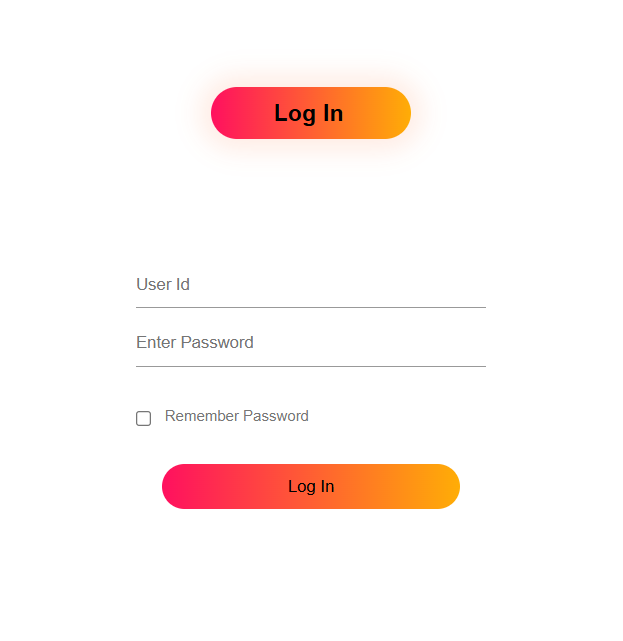 Log In
User Id
Enter Password
Remember Password
Log In